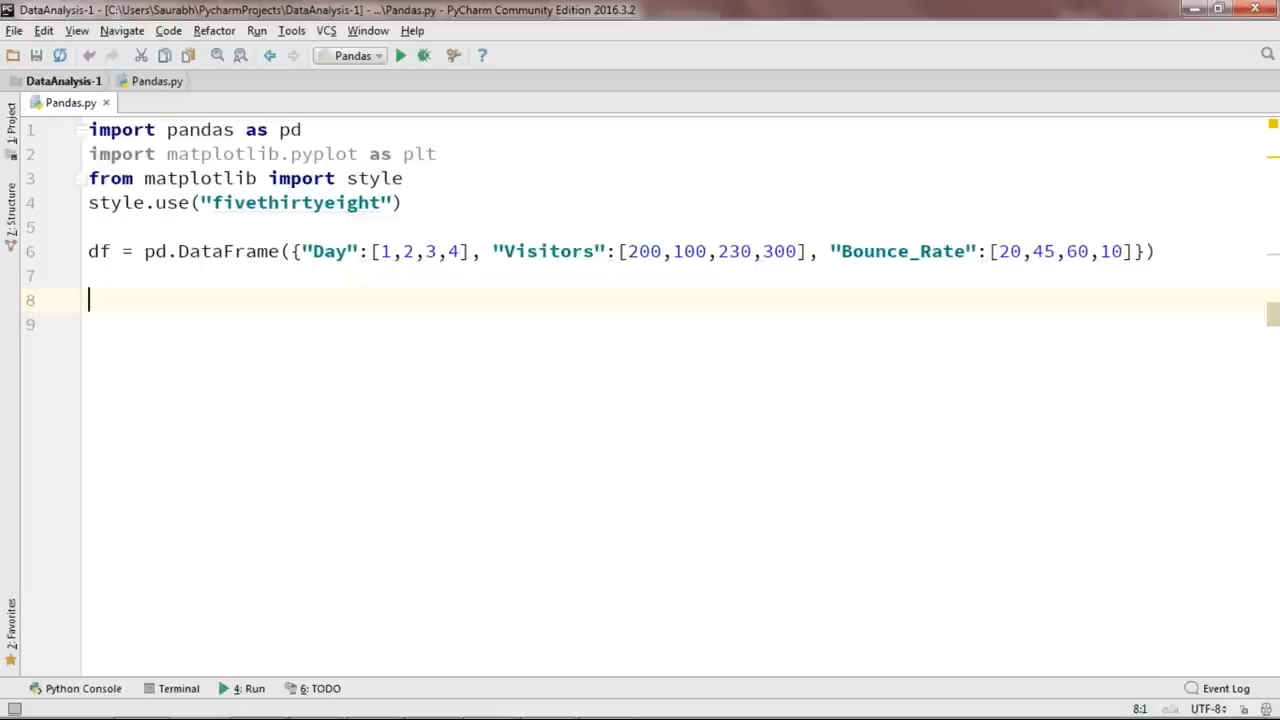 PC DataAnalysis-1 - [C:\Users\Saurabh\PycharmProjects\DataAnalysis-1] - ...\Pandas.py - PyCharm Community Edition 2016.3.2
File Edit View Navigate Code Refactor Run Tools VCS Window Help
Pandas
DataAnalysis-1 Pandas.py
Pandas.py
1: Project
Z: Structure
2: Favorites
1 import pandas as pd
2 import matplotlib.pyplot as plt
3 from matplotlib import style
4 style.use("fivethirtyeight")
5
6 df = pd.DataFrame({"Day":[1,2,3,4], "Visitors":[200,100,230,300], "Bounce_Rate":[20,45,60,10]})
7
8
9
Python Console Terminal 4: Run 6: TODO Event Log
8:1 UTF-8